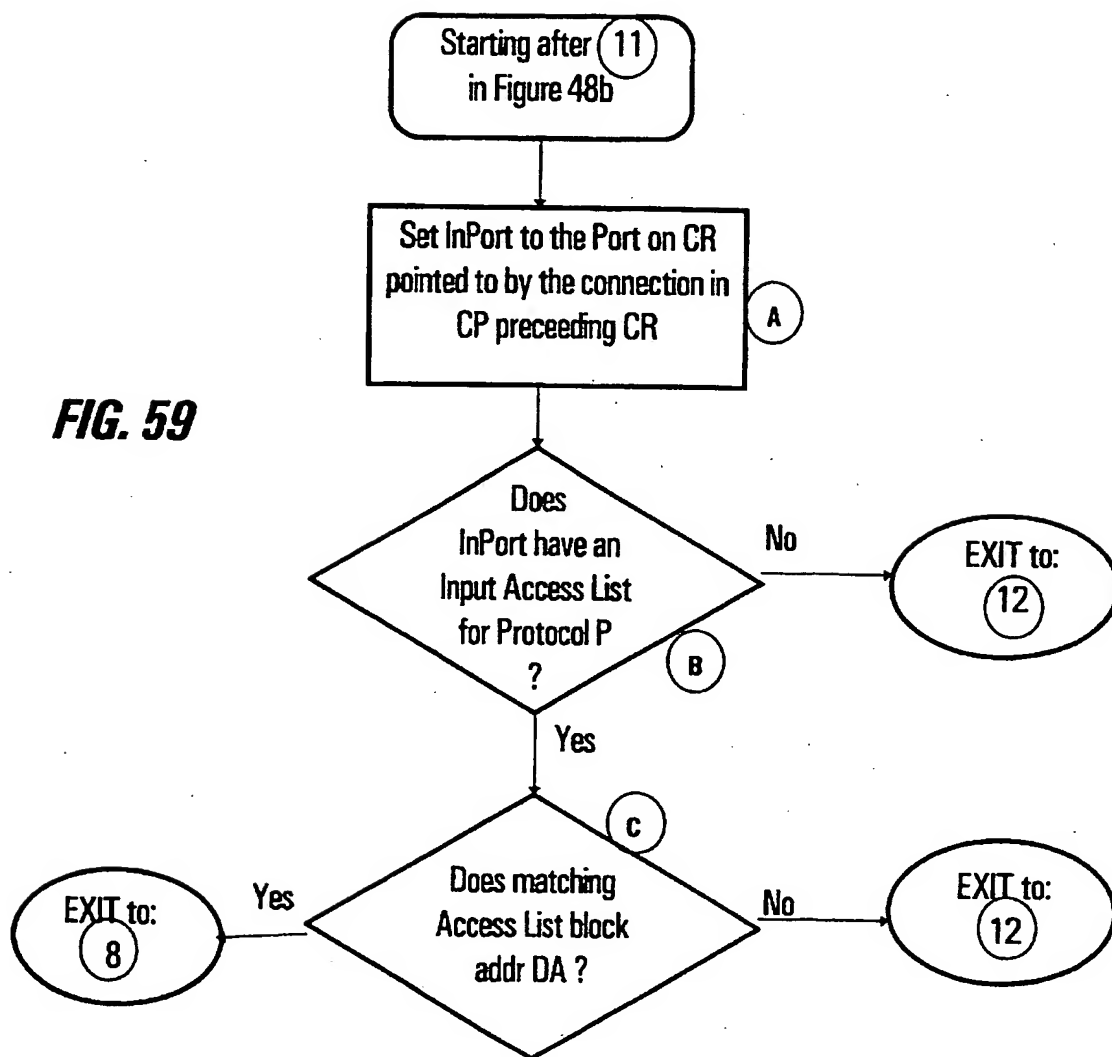 Starting after 11
in Figure 48b
Set InPort to the Port on CR
pointed to by the connection in
CP preceeding CR
A
FIG. 59
Does
InPort have an
Input Access List
for Protocol P
?
B
No
EXIT to:
12
Yes
C
Does matching
Access List block
addr DA ?
Yes
EXIT to:
8
No
EXIT to:
12